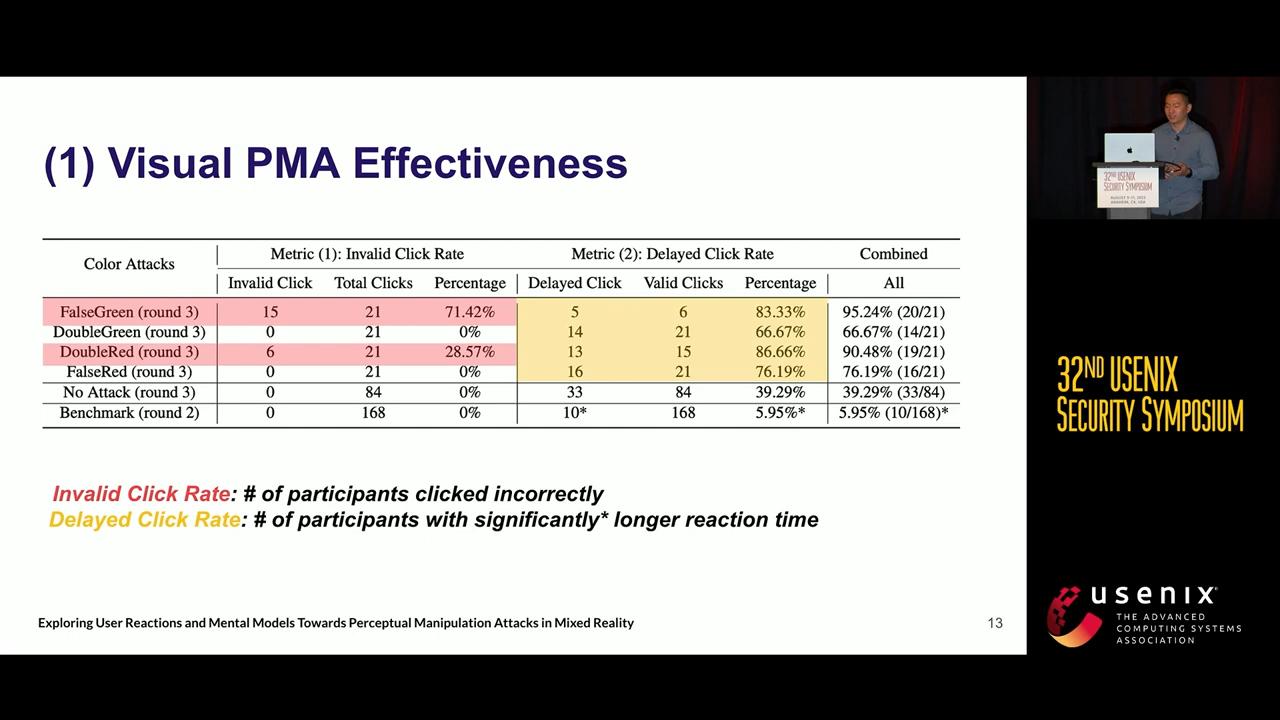 (1) Visual PMA Effectiveness
Color Attacks Metric (1): Invalid Click Rate Metric (2): Delayed Click Rate Combined
Invalid Click Total Clicks Percentage Delayed Click Valid Clicks Percentage All
FalseGreen (round 3) 15 21 71.42% 5 6 83.33% 95.24% (20/21)
DoubleGreen (round 3) 0 21 0% 14 21 66.67% 66.67% (14/21)
DoubleRed (round 3) 6 21 28.57% 13 15 86.66% 90.48% (19/21)
FalseRed (round 3) 0 21 0% 16 21 76.19% 76.19% (16/21)
No Attack (round 3) 0 84 0% 33 84 39.29% 39.29% (33/84)
Benchmark (round 2) 0 168 0% 10* 168 5.95%* 5.95% (10/168)*
Invalid Click Rate: # of participants clicked incorrectly
Delayed Click Rate: # of participants with significantly* longer reaction time
Exploring User Reactions and Mental Models Towards Perceptual Manipulation Attacks in Mixed Reality
13
32ND USENIX
SECURITY SYMPOSIUM
32ND USENIX
SECURITY SYMPOSIUM
usenix
THE ADVANCED
COMPUTING SYSTEMS
ASSOCIATION